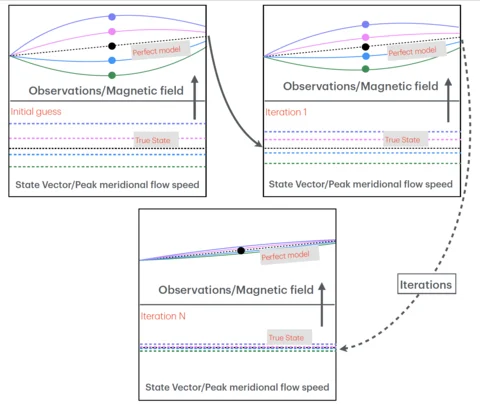 Perfect model
Observations/Magnetic field
Initial guess
True State
State Vector/Peak meridional flow speed
Perfect model
Observations/Magnetic field
Iteration 1
True State
State Vector/Peak meridional flow speed
Iterations
Perfect model
Observations/Magnetic field
Iteration N
True State
State Vector/Peak meridional flow speed